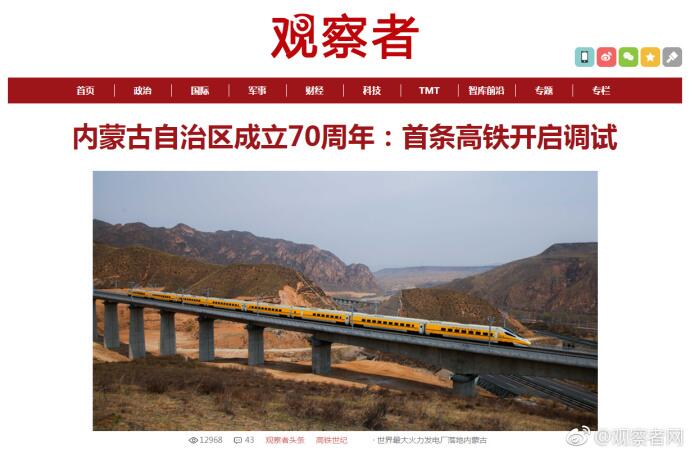 观察者
首页 政治 国际 军事 财经 科技 TMT 智库前沿 专题 专栏
内蒙古自治区成立70周年：首条高铁开启调试
12968 43 观察者头条 高铁世纪 · 世界最大火力发电厂落地内蒙古
@观察者网